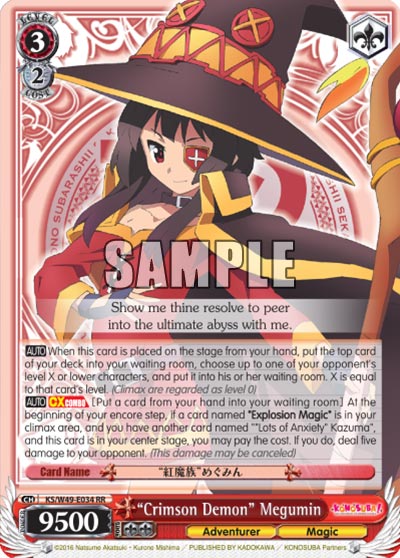 LEVEL
3
2
COST
KONO SUBARASHII SEK
SAMPLE
Show me thine resolve to peer
into the ultimate abyss with me.
AUTO When this card is placed on the stage from your hand, put the top card
of your deck into your waiting room, choose up to one of your opponent's
level X or lower characters, and put it into his or her waiting room. X is equal
to that card's level. (Climax are regarded as level 0)
AUTO CXCOMBO [Put a card from your hand into your waiting room.] At the
beginning of your encore step, if a card named "Explosion Magic" is in your
climax area, and you have another card named ""Lots of Anxiety" Kazuma",
and this card is in your center stage, you may pay the cost. If you do, deal five
damage to your opponent. (This damage may be canceled)
Card Name
"紅魔族"めぐみん
CH KS/W49-E034 RR
"Crimson Demon" Megumin
KONOSUBA!
POWER
9500
Adventurer
Magic
©2016 Natsume Akatsuki・Kurone Mishima / PUBLISHED BY KADOKAWA / KONOSUBA Partners